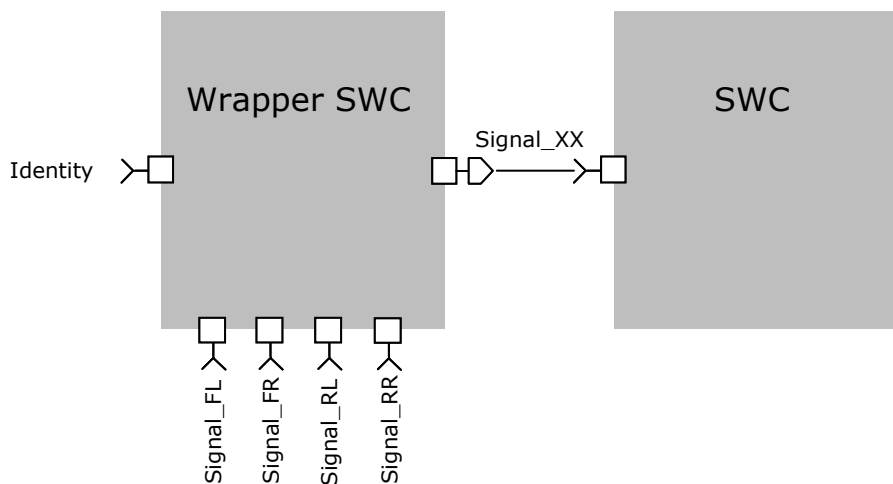 Wrapper SWC
SWC
Signal_XX
Identity
Signal_FL
Signal_FR
Signal_RL
Signal_RR